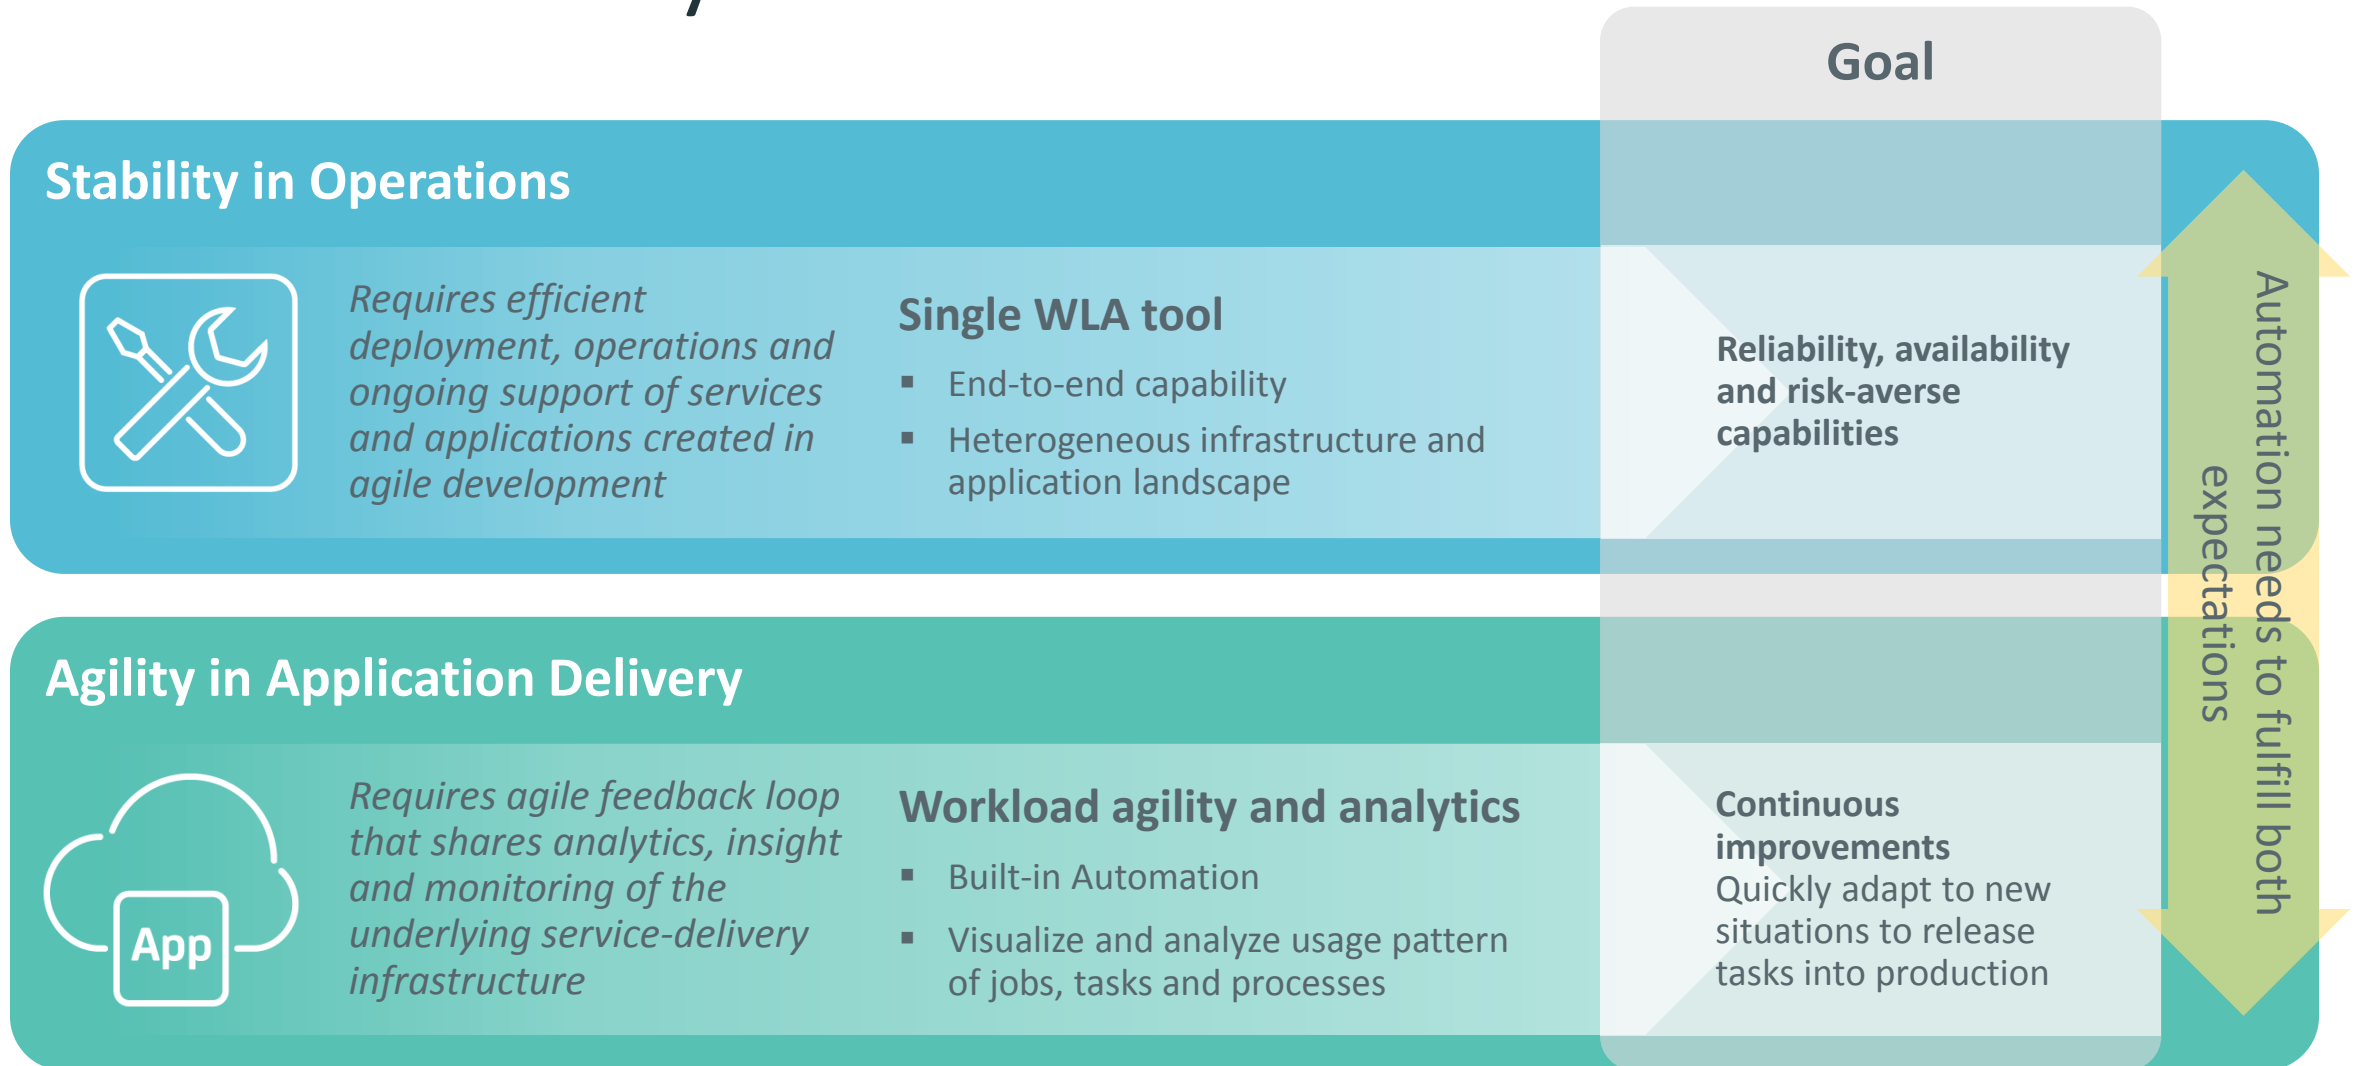 Goal
Stability in Operations
Requires efficient
deployment, operations and
ongoing support of services
and applications created in
agile development
Single WLA tool
▪ End-to-end capability
▪ Heterogeneous infrastructure and
application landscape
Reliability, availability
and risk-averse
capabilities
Agility in Application Delivery
App
Requires agile feedback loop
that shares analytics, insight
and monitoring of the
underlying service-delivery
infrastructure
Workload agility and analytics
▪ Built-in Automation
▪ Visualize and analyze usage pattern
of jobs, tasks and processes
Continuous
improvements
Quickly adapt to new
situations to release
tasks into production
Automation needs to fulfill both
expectations